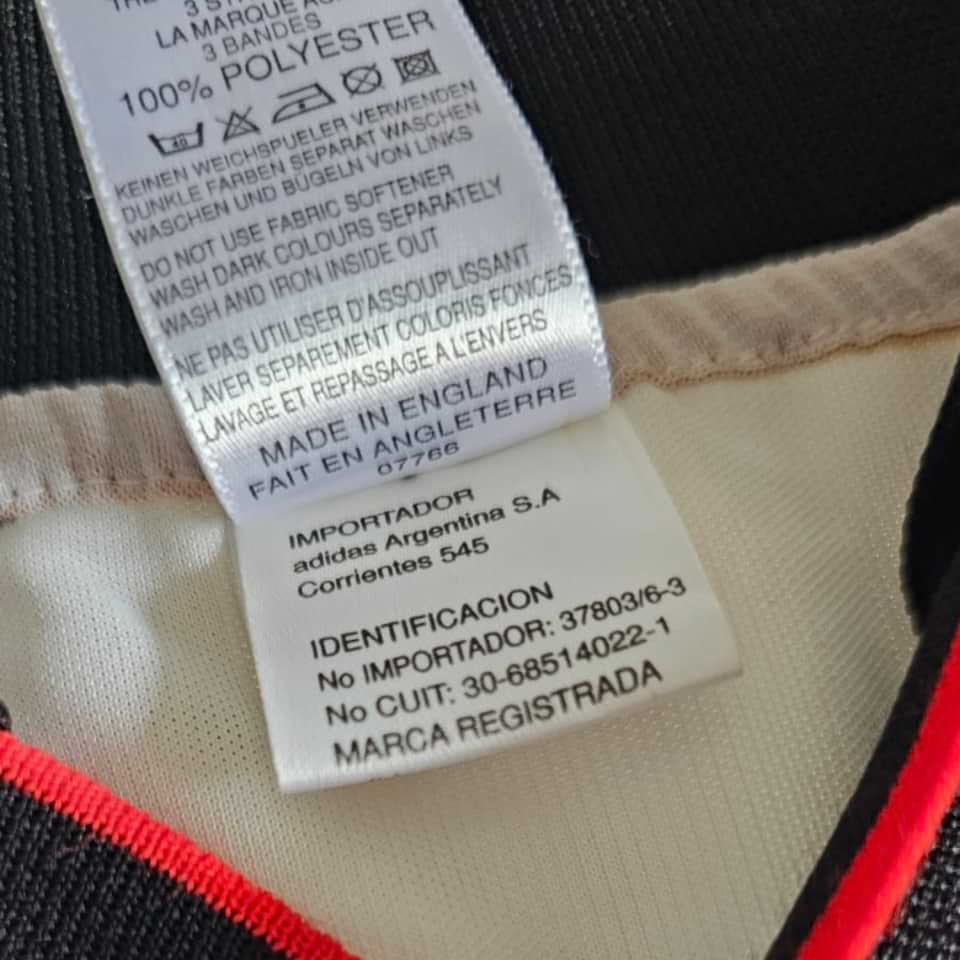 3 
LA MARQUE
3 BANDES
100% POLYESTER
40
KEINEN WEICHSPUELER VERWENDEN
DUNKLE FARBEN SEPARAT WASCHEN
WASCHEN UND BÜGELN VON LINKS
DO NOT USE FABRIC SOFTENER
WASH DARK COLOURS SEPARATELY
WASH AND IRON INSIDE OUT
NE PAS UTILISER D'ASSOUPLISSANT
LAVER SEPAREMENT COLORIS FONCES
LAVAGE ET REPASSAGE A L'ENVERS
MADE IN ENGLAND
FAIT EN ANGLETERRE
07766
IMPORTADOR
adidas Argentina S.A
Corrientes 545
IDENTIFICACION
No IMPORTADOR: 37803/6-3
No CUIT: 30-68514022-1
MARCA REGISTRADA